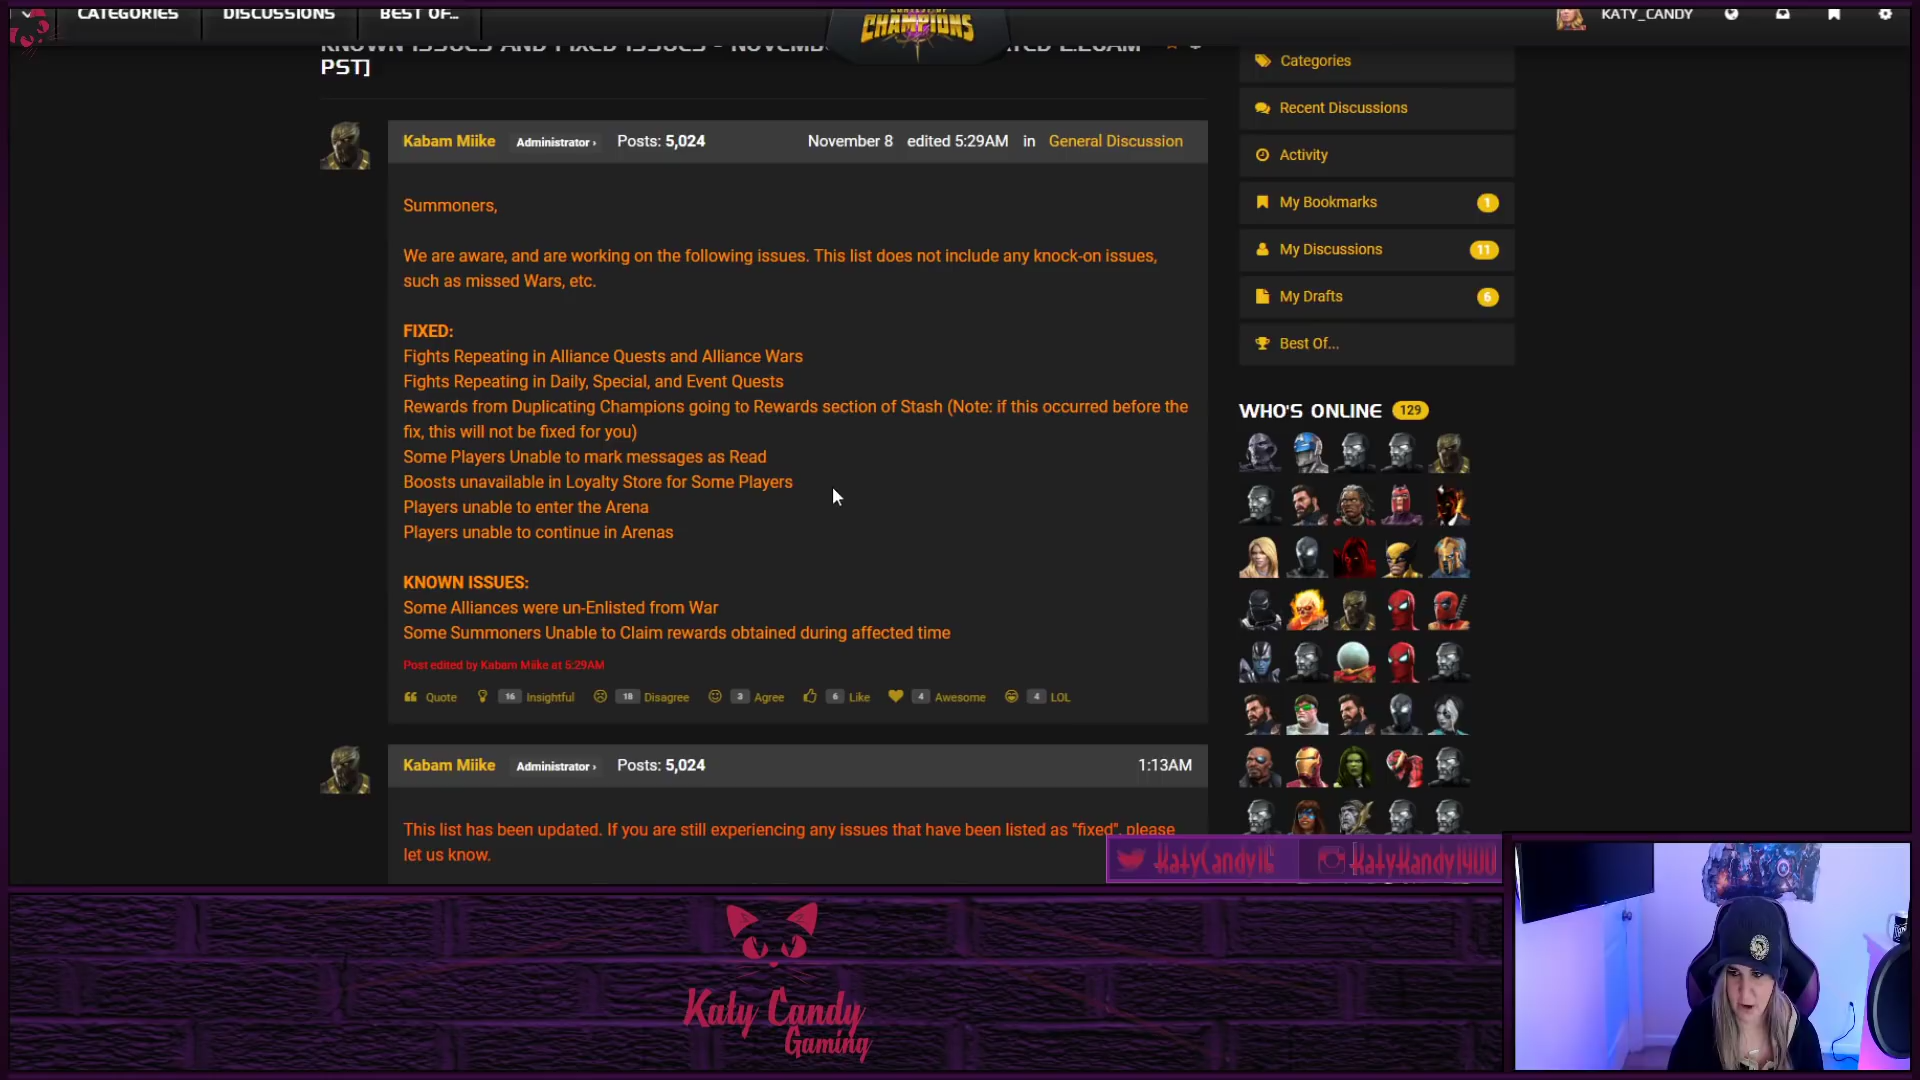 CATEGORIES
DISCUSSIONS
BEST OF...
CHAMPIONS
KATY_CANDY
KNOWN ISSUES AND FIXED ISSUES - NOVEMB
PST]
Kabam Miike Administrator › Posts: 5,024 November 8 edited 5:29AM in General Discussion
Summoners,
We are aware, and are working on the following issues. This list does not include any knock-on issues,
such as missed Wars, etc.
FIXED:
Fights Repeating in Alliance Quests and Alliance Wars
Fights Repeating in Daily, Special, and Event Quests
Rewards from Duplicating Champions going to Rewards section of Stash (Note: if this occurred before the
fix, this will not be fixed for you)
Some Players Unable to mark messages as Read
Boosts unavailable in Loyalty Store for Some Players
Players unable to enter the Arena
Players unable to continue in Arenas
KNOWN ISSUES:
Some Alliances were un-Enlisted from War
Some Summoners Unable to Claim rewards obtained during affected time
Post edited by Kabam Miike at 5:29AM
Quote 16 Insightful 18 Disagree 3 Agree 6 Like 4 Awesome 4 LOL
Kabam Miike Administrator › Posts: 5,024 1:13AM
This list has been updated. If you are still experiencing any issues that have been listed as "fixed", please
let us know.
Categories
Recent Discussions
Activity
My Bookmarks 1
My Discussions 11
My Drafts 6
Best Of...
WHO'S ONLINE 129
KatyCandy16
KatyKandy1900
Katy Candy
Gaming